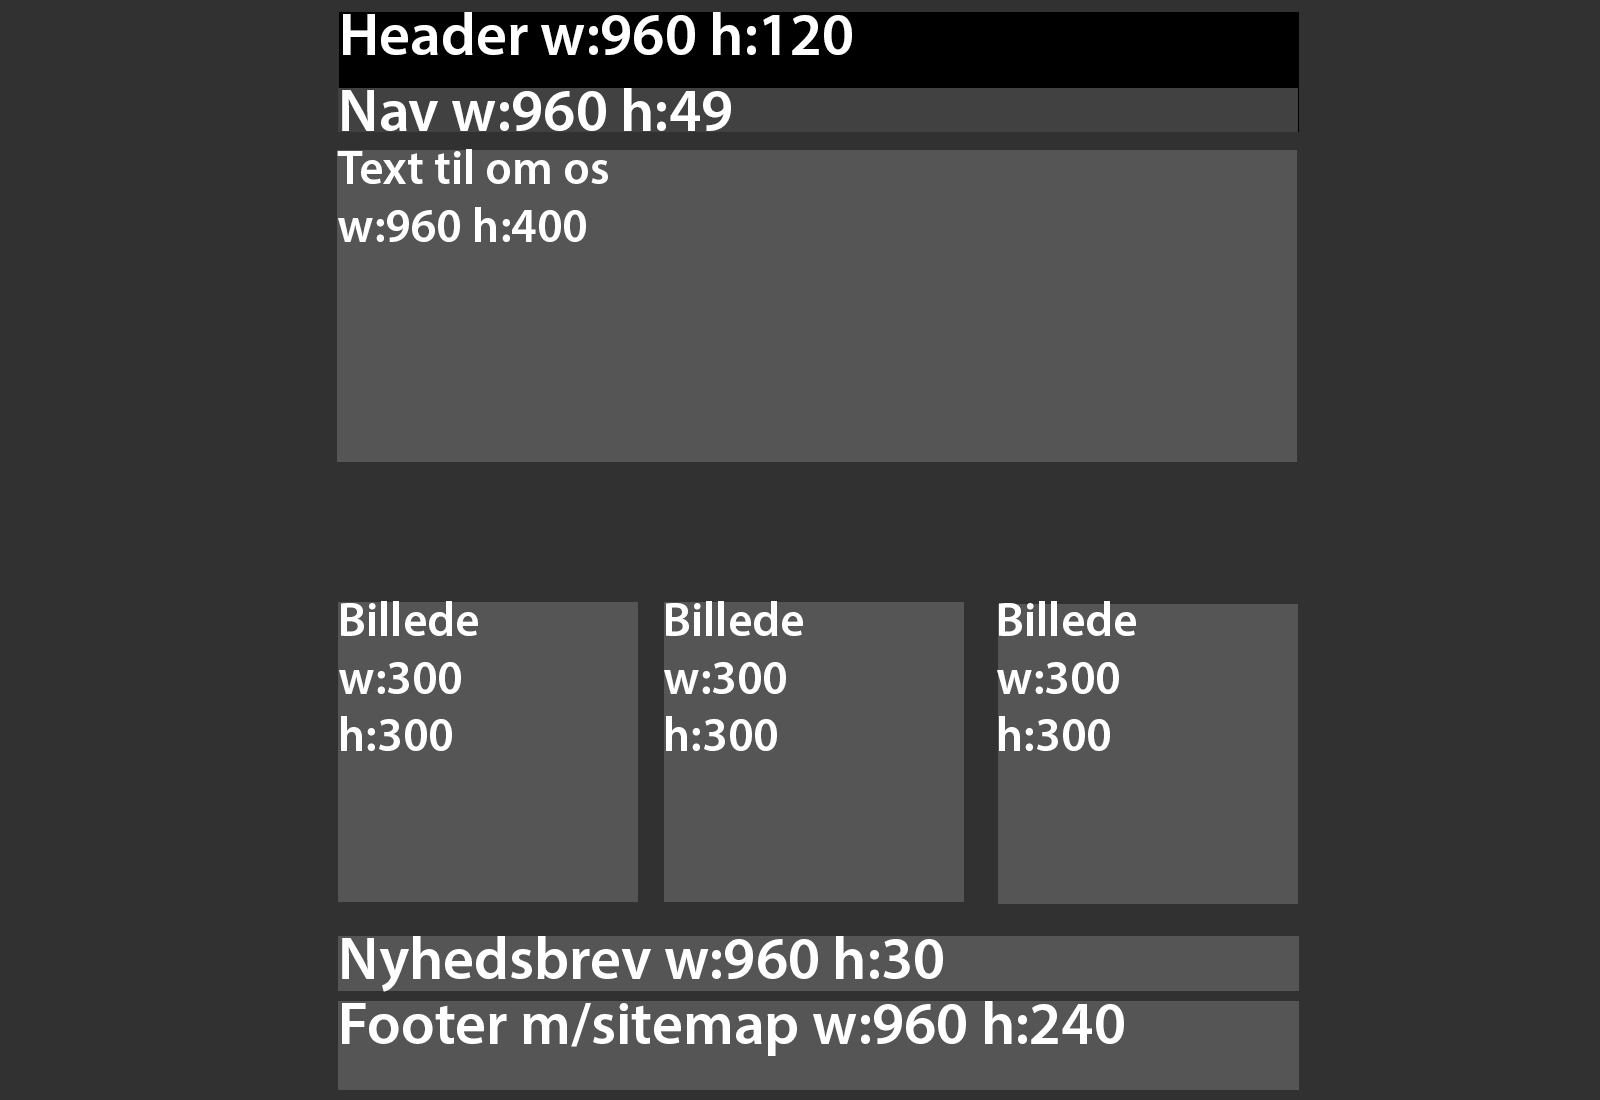 Header w:960 h:120
Nav w:960 h:49
Text til om os
w:960 h:400
Billede
w:300
h:300
Billede
w:300
h:300
Billede
w:300
h:300
Nyhedsbrev w:960 h:30
Footer m/sitemap w:960 h:240